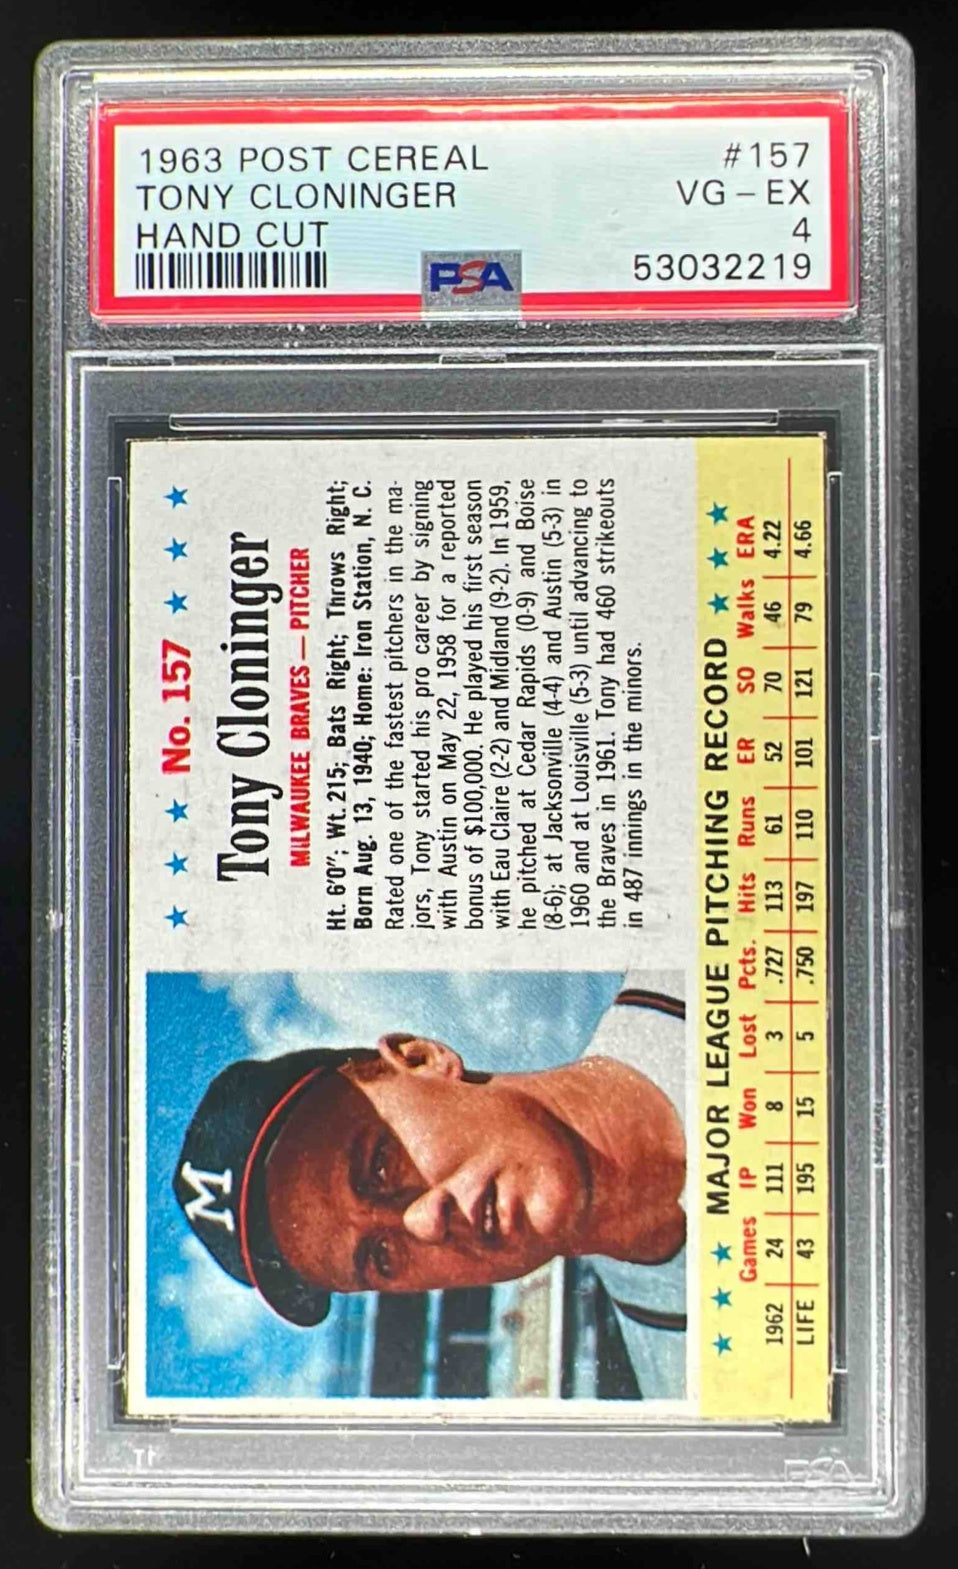 1963 POST CEREAL #157
TONY CLONINGER VG – EX
HAND CUT 4
PSA 53032219
★ ★ ★ No. 157 ★ ★ ★
Tony Cloninger
MILWAUKEE BRAVES — PITCHER
Ht. 6'0"; Wt. 215; Bats Right; Throws Right;
Born Aug. 13, 1940; Home: Iron Station, N. C.
Rated one of the fastest pitchers in the ma-
jors, Tony started his pro career by signing
with Austin on May 22, 1958 for a reported
bonus of $100,000. He played his first season
with Eau Claire (2-2) and Midland (9-2). In 1959,
he pitched at Cedar Rapids (0-9) and Boise
(8-6); at Jacksonville (4-4) and Austin (5-3) in
1960 and at Louisville (5-3) until advancing to
the Braves in 1961. Tony had 460 strikeouts
in 487 innings in the minors.
M
★ ★ ★ MAJOR LEAGUE PITCHING RECORD ★ ★ ★
Games IP Won Lost Pcts. Hits Runs ER SO Walks ERA
1962 24 111 8 3 .727 113 61 52 70 46 4.22
LIFE 43 195 15 5 .750 197 110 101 121 79 4.66
PSA